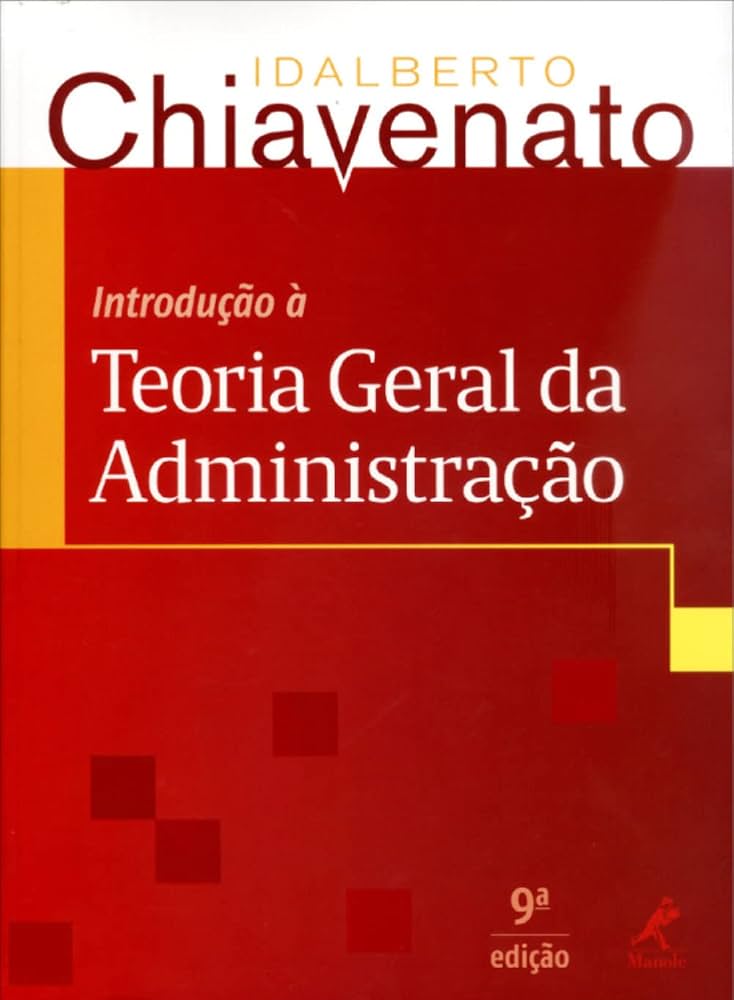 IDALBERTO
Chiavenato
Introdução à
Teoria Geral da
Administração
9ª
edição
Manole